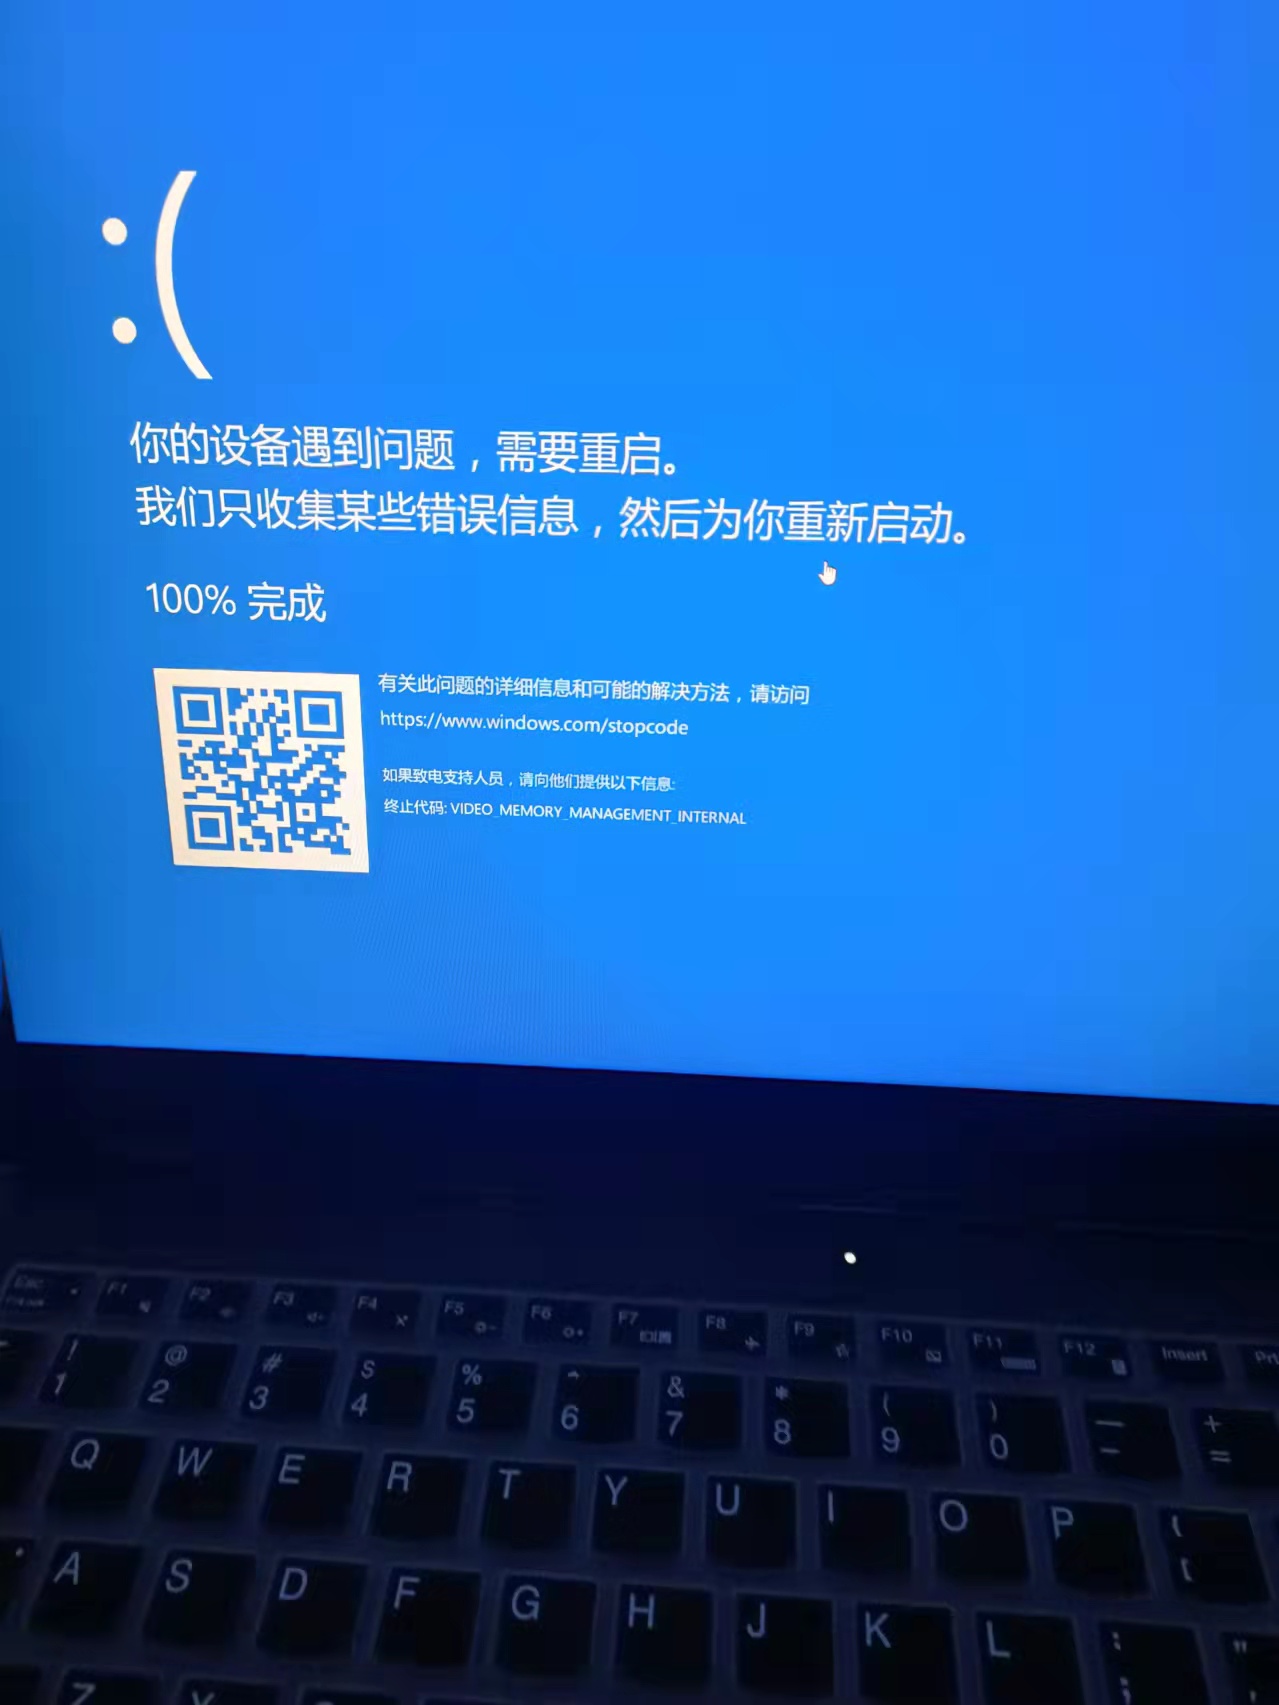 :(
你的设备遇到问题，需要重启。
我们只收集某些错误信息，然后为你重新启动。
100% 完成
有关此问题的详细信息和可能的解决方法，请访问
https://www.windows.com/stopcode
如果致电支持人员，请向他们提供以下信息:
终止代码: VIDEO_MEMORY_MANAGEMENT_INTERNAL
Esc F1 F2 F3 F4 F5 F6 F7 F8 F9 F10 F11 F12 Insert
! @ # $ % ^ & * ( ) — +
1 2 3 4 5 6 7 8 9 0 - =
Q W E R T Y U I O P {
[
A S D F G H J K L : "
;
Z